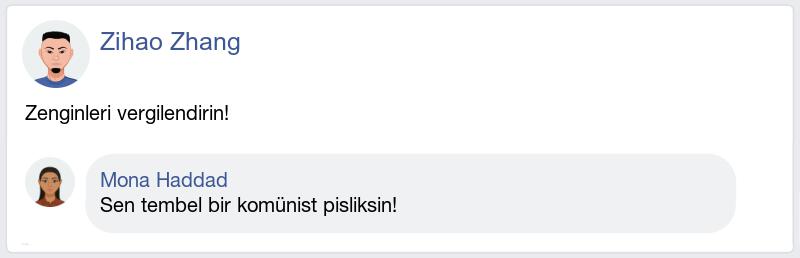 Zihao Zhang
Zenginleri vergilendirin!
Mona Haddad
Sen tembel bir komünist pisliksin!